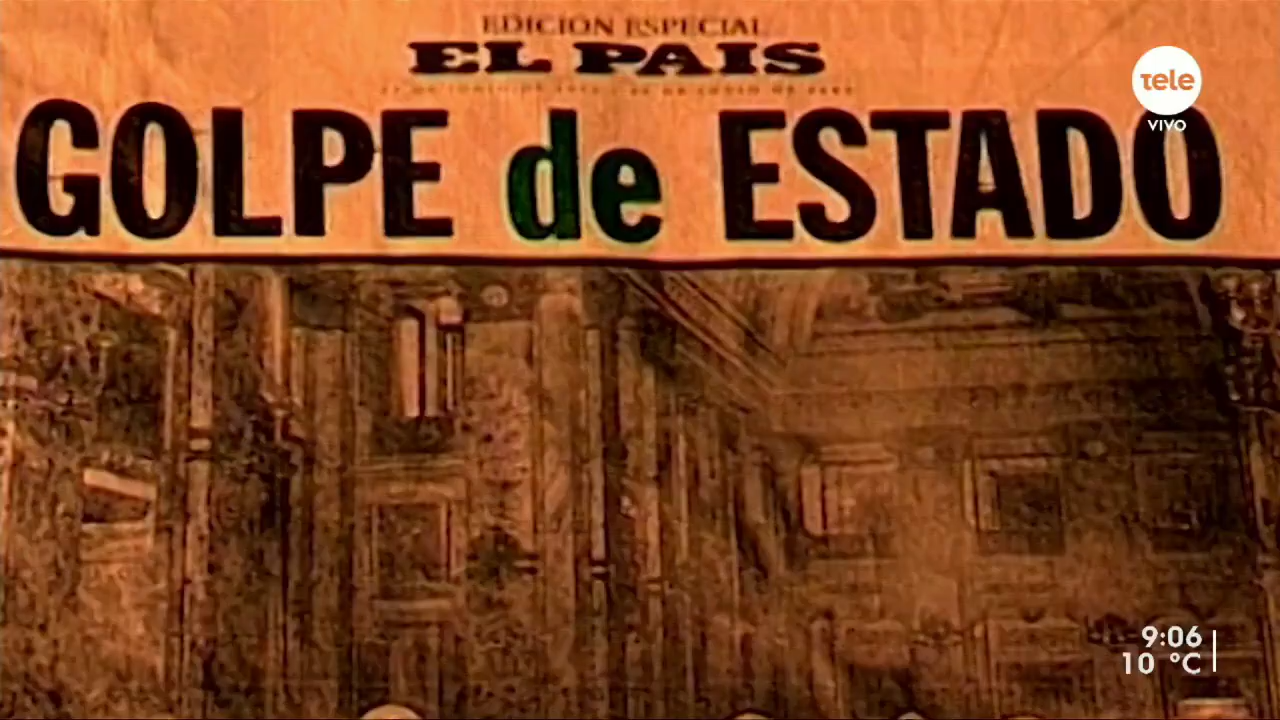 EDICION ESPECIAL
EL PAIS
GOLPE de ESTADO
tele
VIVO
9:06
10 °C